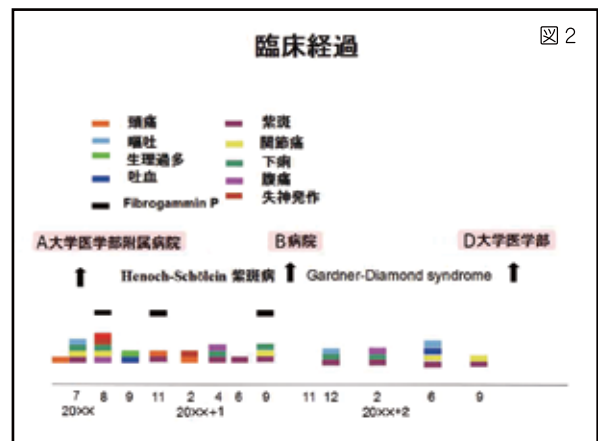 図2
臨床経過
頭痛 紫斑
嘔吐 関節痛
生理過多 下痢
吐血 腹痛
Fibrogammin P 失神発作
A大学医学部附属病院 B病院 D大学医学部
Henoch-Schölein 紫斑病 Gardner-Diamond syndrome
7 8 9 11 2 4 6 9 11 12 2 6 9
20×× 20××+1 20××+2